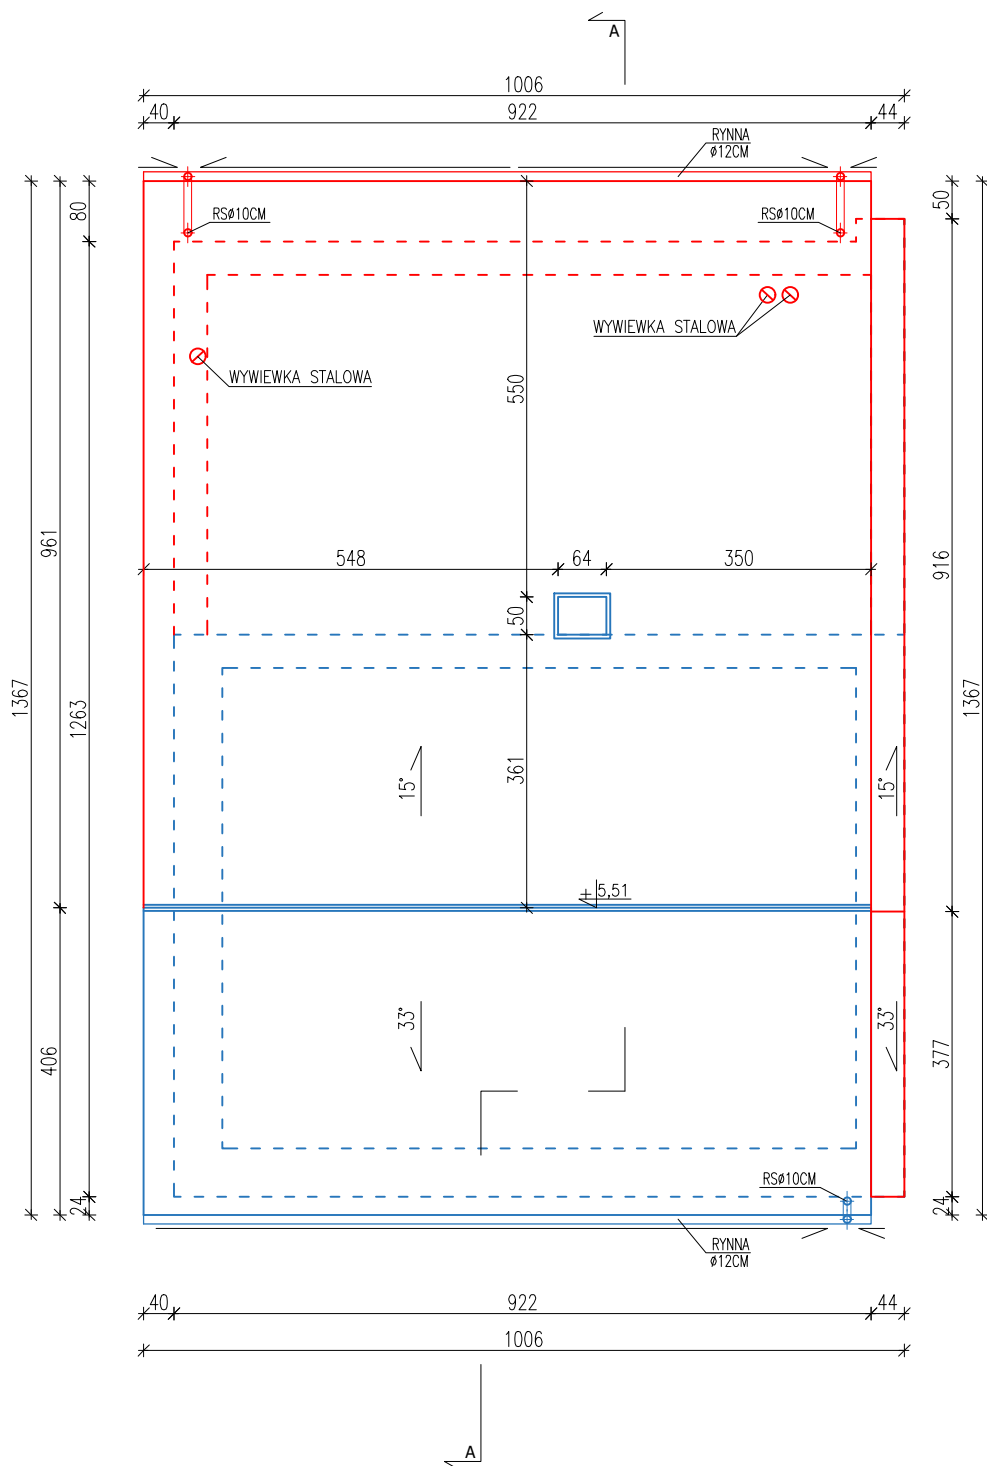 A
1006
40
922
44
RYNNA
ø12CM
80
RSø10CM
RSø10CM
50
WYWIEWKA STALOWA
WYWIEWKA STALOWA
550
961
548
64
350
916
50
1367
1263
1367
361
15°
15°
+5,51
33°
33°
406
377
RSø10CM
24
24
RYNNA
ø12CM
40
922
44
1006
A